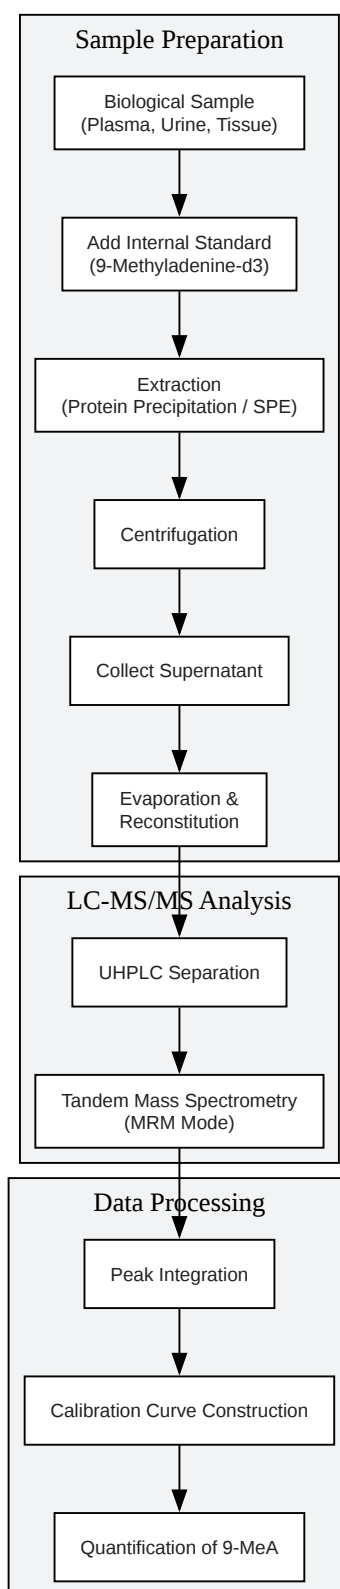 Sample Preparation
Biological Sample
(Plasma, Urine, Tissue)
Add Internal Standard
(9-Methyladenine-d3)
Extraction
(Protein Precipitation / SPE)
Centrifugation
Collect Supernatant
Evaporation &
Reconstitution
LC-MS/MS Analysis
UHPLC Separation
Tandem Mass Spectrometry
(MRM Mode)
Data Processing
Peak Integration
Calibration Curve Construction
Quantification of 9-MeA